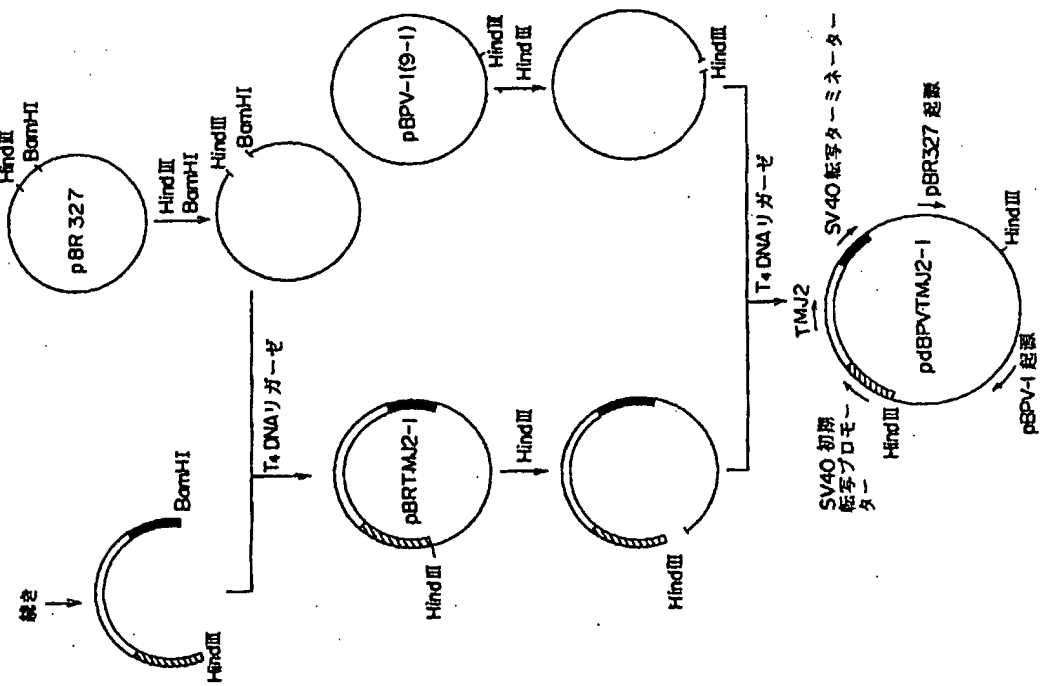 続き
HindⅢ
BamHI
HindⅢ
BamHI
pBR327
HindⅢ
BamHI
HindⅢ
BamHI
T4 DNAリガーゼ
pBRTMJ2-1
HindⅢ
HindⅢ
HindⅢ
pBPV-1(9-1)
HindⅢ
HindⅢ
HindⅢ
T4 DNAリガーゼ
SV40 初期
転写プロモー
ター
TMJ2
SV40 転写ターミネーター
pBR327 起源
HindⅢ
pdBPVTMJ2-1
HindⅢ
pBPV-1 起源